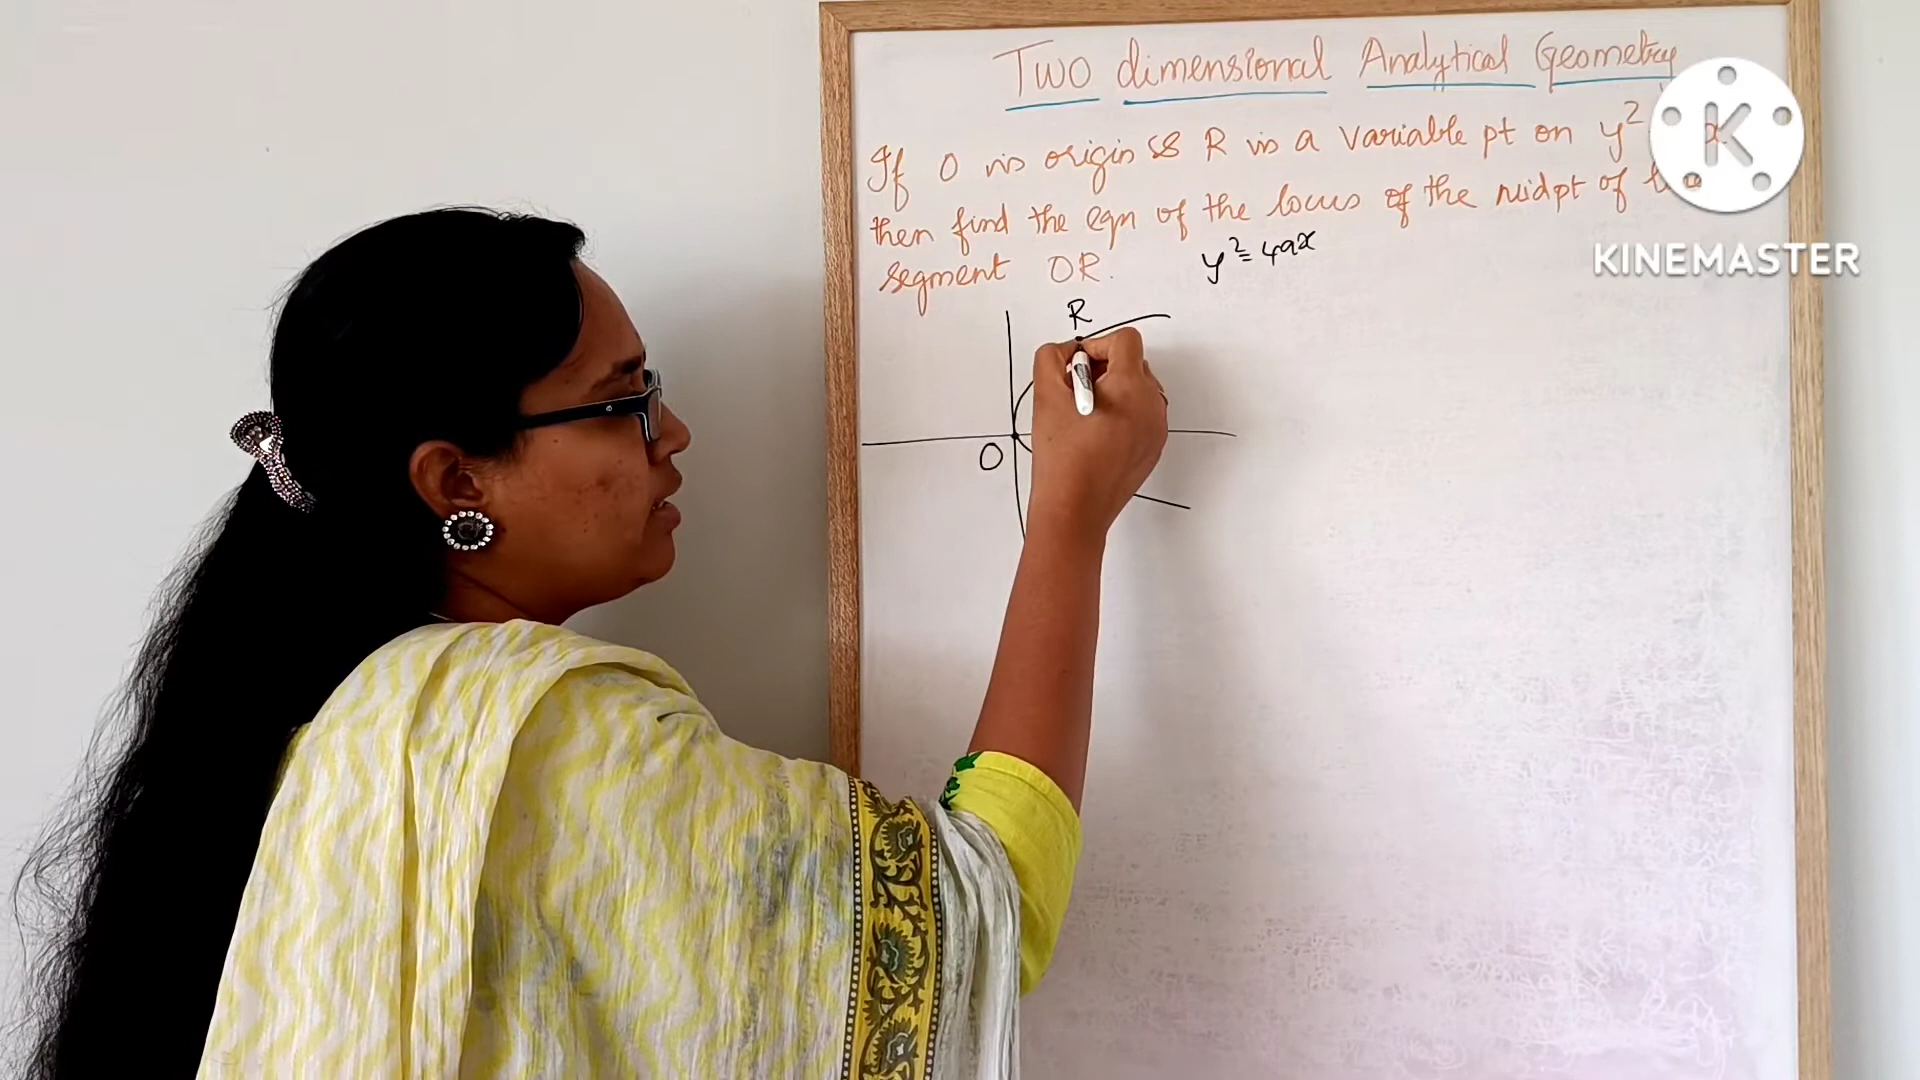 Two dimensional Analytical Geometry
If O is origin & R is a variable pt on y² x
then find the eqn of the locus of the midpt of
segment OR.
y² = 4ax
R
O
K
KINEMASTER